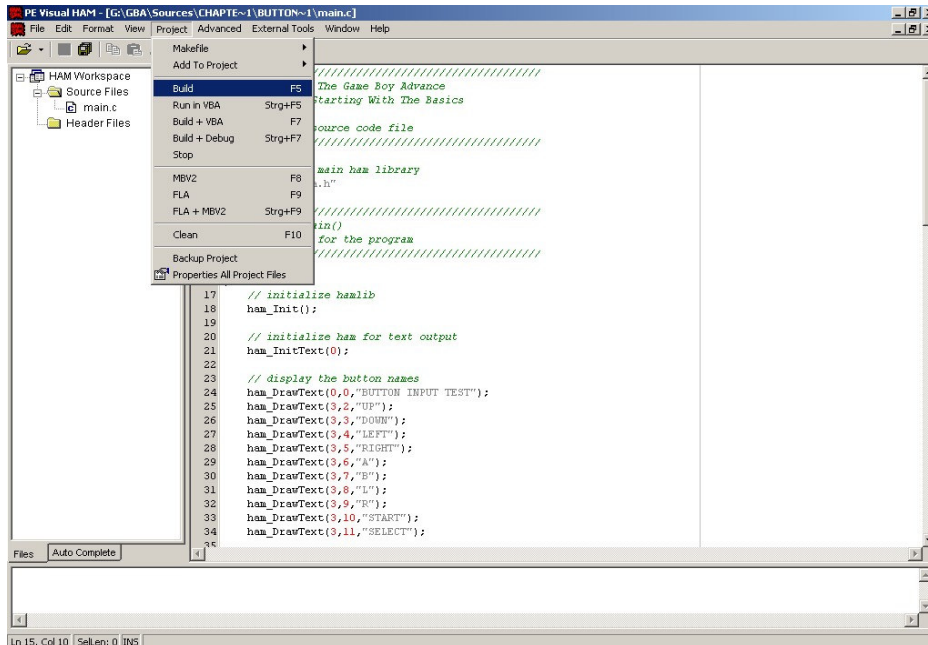 PE Visual HAM - [G:\GBA\Sources\CHAPTE~1\BUTTON~1\main.c]
File Edit Format View Project Advanced External Tools Window Help
Makefile
Add To Project
Build F5
Run in VBA Strg+F5
Build + VBA F7
Build + Debug Strg+F7
Stop
MBV2 F8
FLA F9
FLA + MBV2 Strg+F9
Clean F10
Backup Project
Properties All Project Files
HAM Workspace
Source Files
main.c
Header Files
///////////////////////////////////
The Game Boy Advance
Starting With The Basics
source code file
///////////////////////////////////
main ham library
.h"
///////////////////////////////////
in()
for the program
///////////////////////////////////
17 // initialize hamlib
18 ham_Init();
19
20 // initialize ham for text output
21 ham_InitText(0);
22
23 // display the button names
24 ham_DrawText(0,0,"BUTTON INPUT TEST");
25 ham_DrawText(3,2,"UP");
26 ham_DrawText(3,3,"DOWN");
27 ham_DrawText(3,4,"LEFT");
28 ham_DrawText(3,5,"RIGHT");
29 ham_DrawText(3,6,"A");
30 ham_DrawText(3,7,"B");
31 ham_DrawText(3,8,"L");
32 ham_DrawText(3,9,"R");
33 ham_DrawText(3,10,"START");
34 ham_DrawText(3,11,"SELECT");
35
Files Auto Complete
Ln 15, Col 10 SelLen: 0 INS